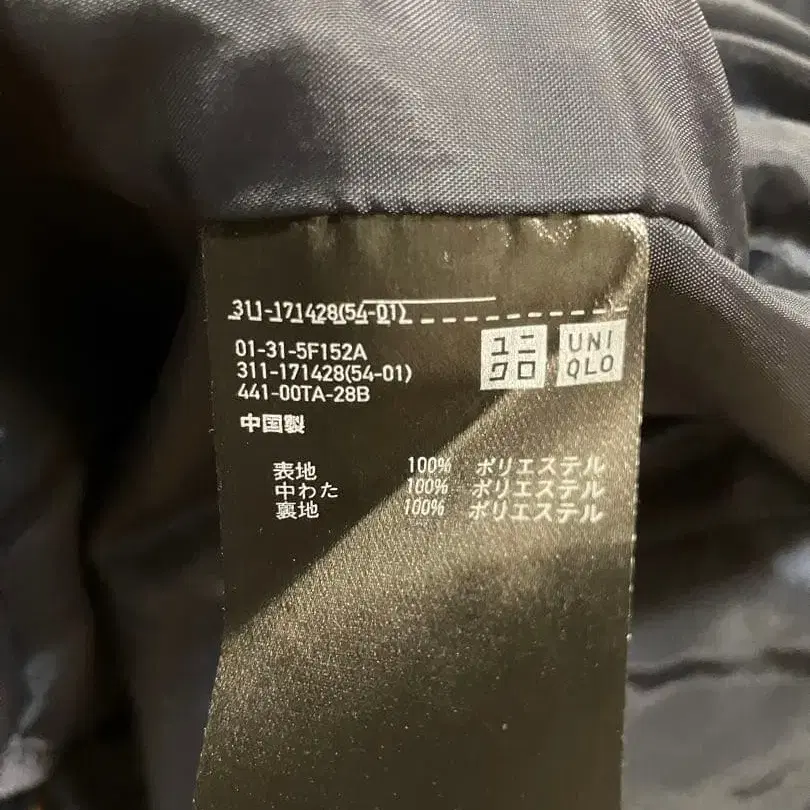 311-171428(54-01)
01-31-5F152A
311-171428(54-01)
441-00TA-28B
中国製
ユニ
クロ
UNI
QLO
表地 100% ポリエステル
中わた 100% ポリエステル
裏地 100% ポリエステル